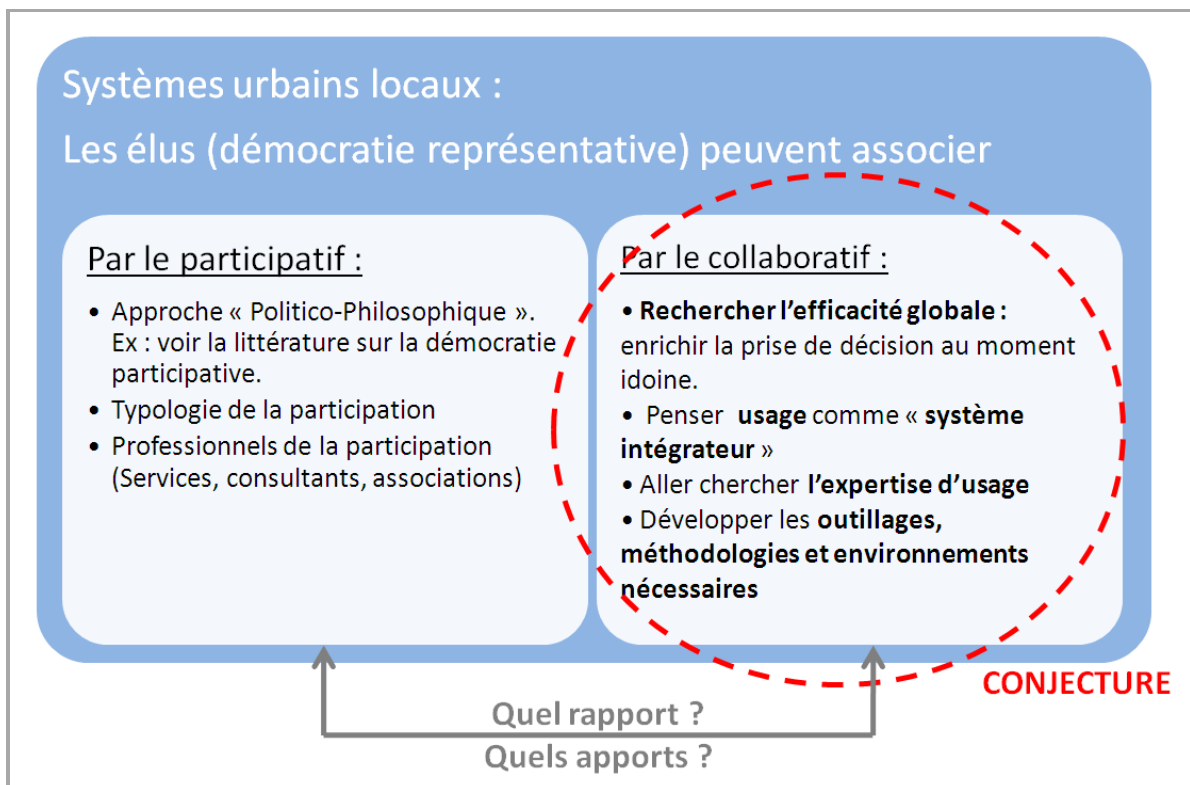 Systèmes urbains locaux :
Les élus (démocratie représentative) peuvent associer
Par le participatif :
• Approche « Politico-Philosophique ».
Ex : voir la littérature sur la démocratie
participative.
• Typologie de la participation
• Professionnels de la participation
(Services, consultants, associations)
Par le collaboratif :
• Rechercher l'efficacité globale :
enrichir la prise de décision au moment
idoine.
• Penser usage comme « système
intégrateur »
• Aller chercher l'expertise d'usage
• Développer les outillages,
méthodologies et environnements
nécessaires
CONJECTURE
Quel rapport ?
Quels apports ?